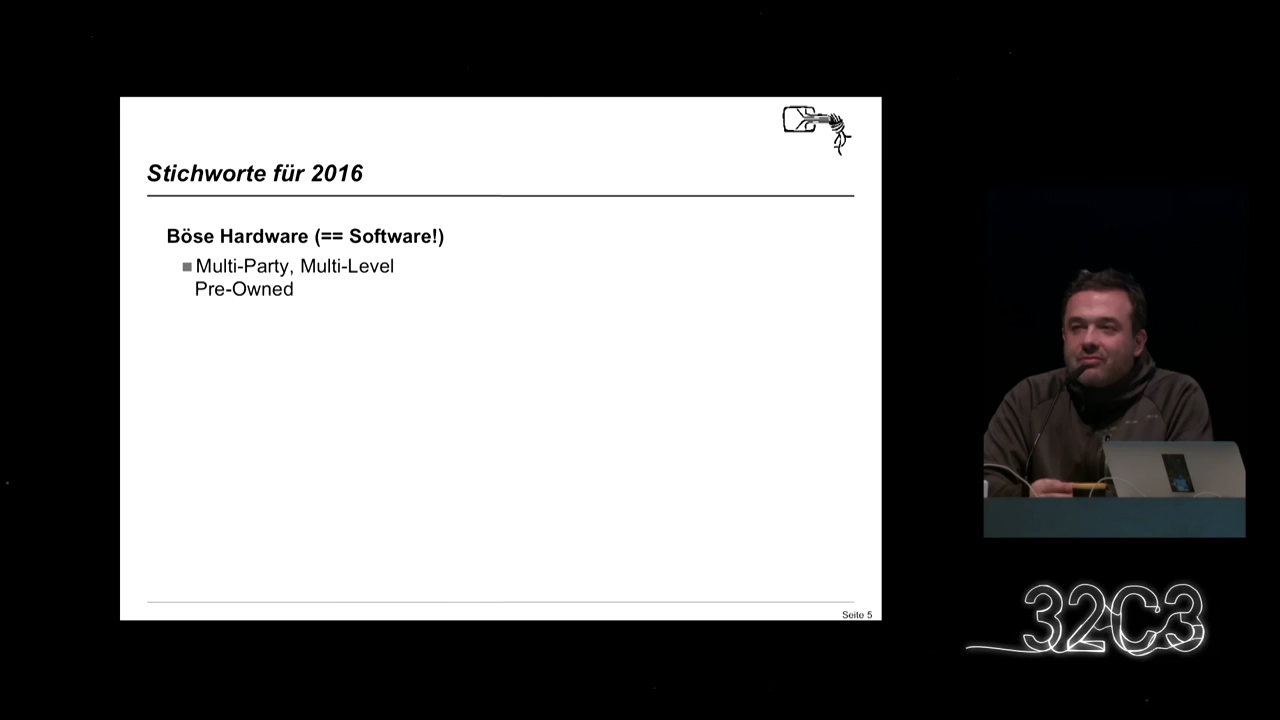 Stichworte für 2016
Böse Hardware (== Software!)
Multi-Party, Multi-Level
Pre-Owned
Seite 5
32C3